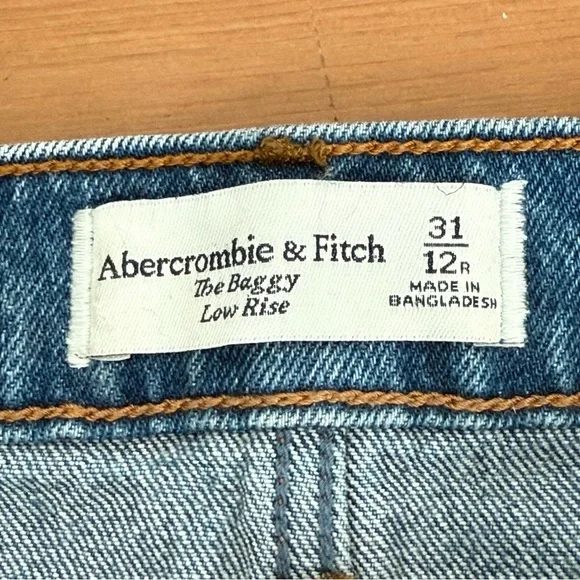 Abercrombie & Fitch
The Baggy
Low Rise
31
12R
MADE IN
BANGLADESH